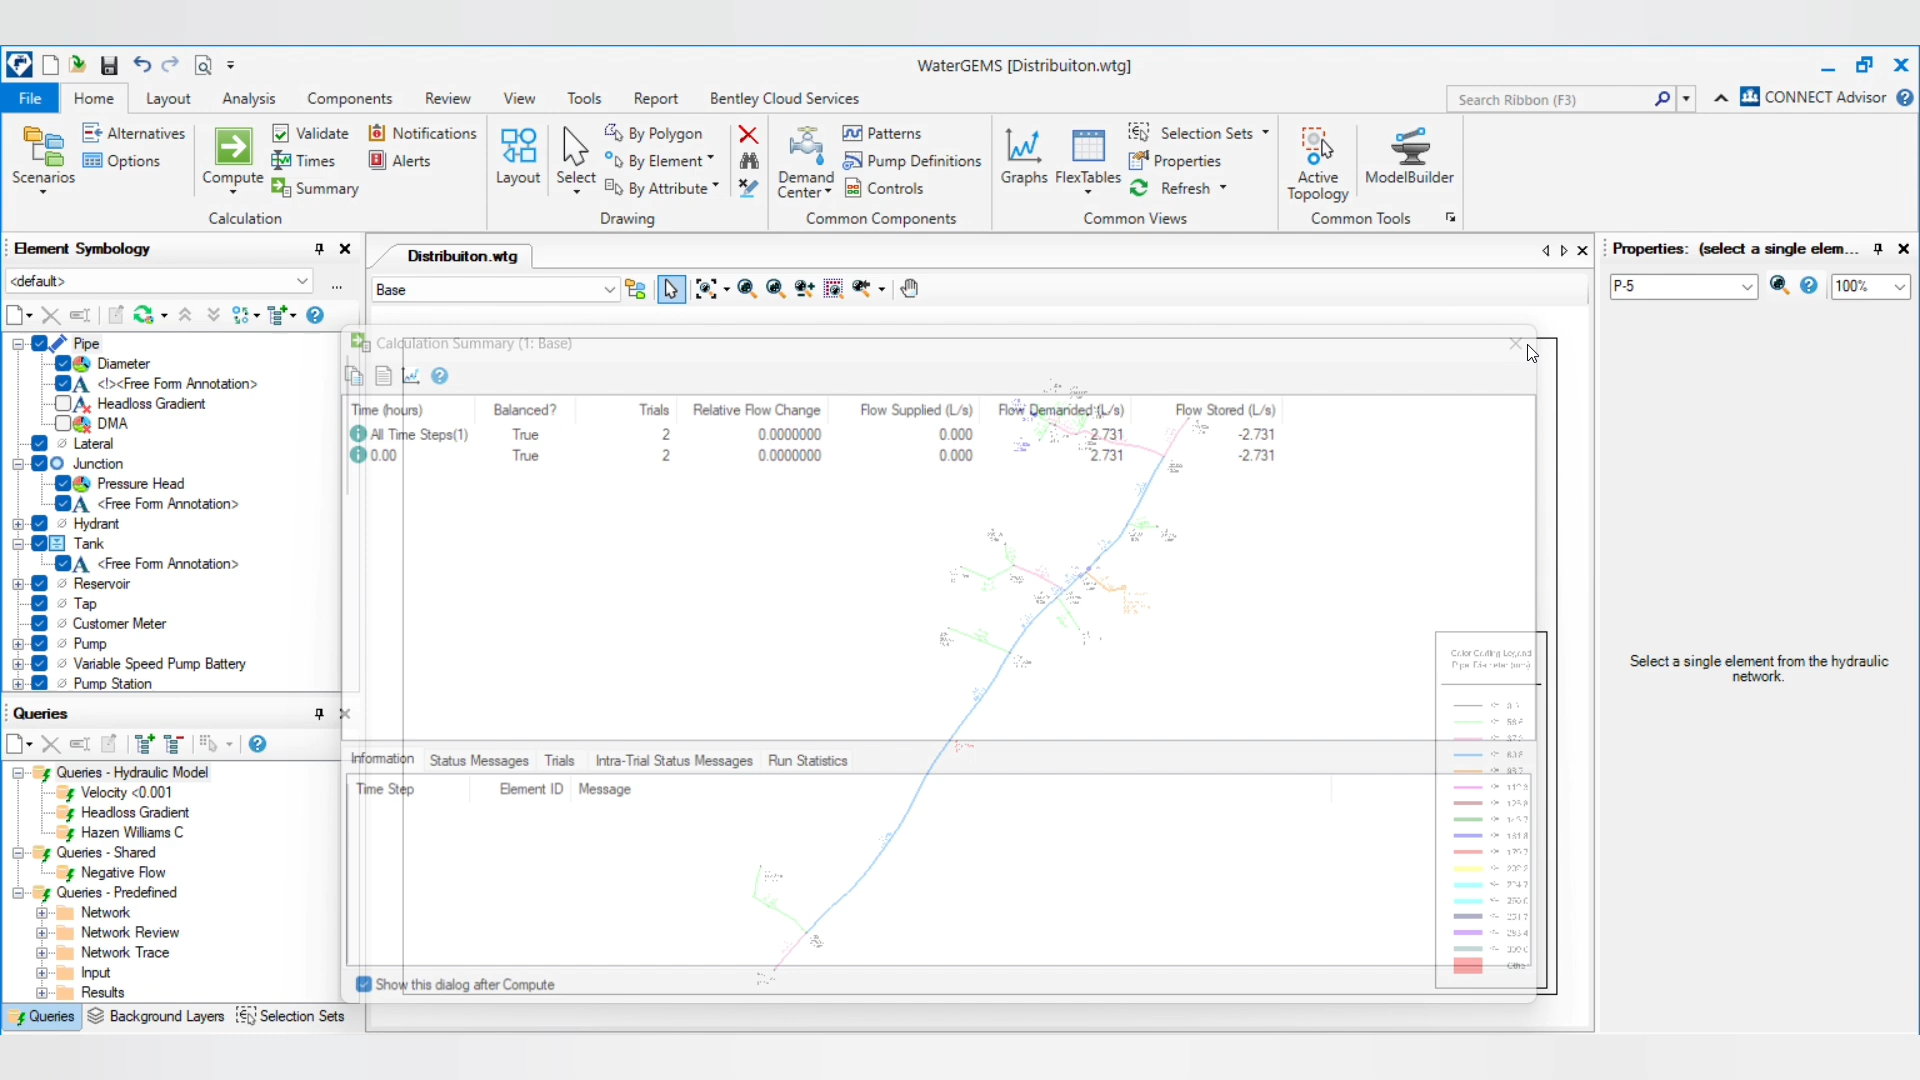 WaterGEMS [Distribuiton.wtg]
File Home Layout Analysis Components Review View Tools Report Bentley Cloud Services
Search Ribbon (F3) CONNECT Advisor
Scenarios Alternatives Options
Compute Validate Times Summary Notifications Alerts
Calculation
Layout Select By Polygon By Element By Attribute
Drawing
Demand Center Patterns Pump Definitions Controls
Common Components
Graphs FlexTables Selection Sets Properties Refresh
Common Views
Active Topology ModelBuilder
Common Tools
Element Symbology
<default>
...
Pipe
Diameter
<!><Free Form Annotation>
Headloss Gradient
DMA
Lateral
Junction
Pressure Head
<Free Form Annotation>
Hydrant
Tank
<Free Form Annotation>
Reservoir
Tap
Customer Meter
Pump
Variable Speed Pump Battery
Pump Station
Queries
Queries - Hydraulic Model
Velocity <0.001
Headloss Gradient
Hazen Williams C
Queries - Shared
Negative Flow
Queries - Predefined
Network
Network Review
Network Trace
Input
Results
Queries Background Layers Selection Sets
Distribuiton.wtg
Base
Calculation Summary (1: Base)
Time (hours) Balanced? Trials Relative Flow Change Flow Supplied (L/s) Flow Demanded (L/s) Flow Stored (L/s)
All Time Steps(1) True 2 0.0000000 0.000 2.731 -2.731
0.00 True 2 0.0000000 0.000 2.731 -2.731
Information Status Messages Trials Intra-Trial Status Messages Run Statistics
Time Step Element ID Message
Show this dialog after Compute
Color Coding Legend
Pipe: Diameter (mm)
Properties: (select a single elem...
P-5
100%
Select a single element from the hydraulic
network.